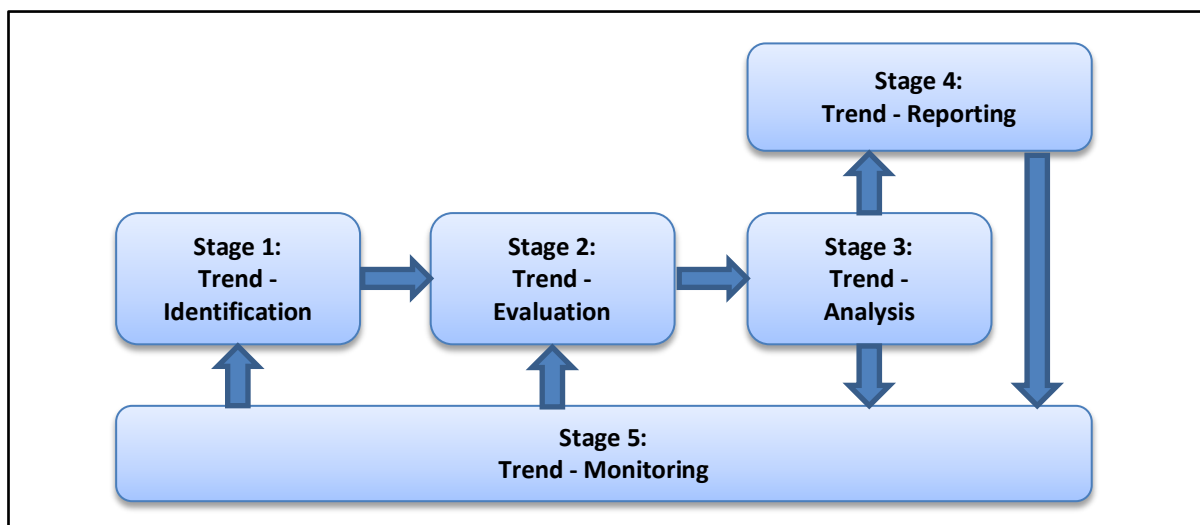 Stage 1:
Trend -
Identification
Stage 2:
Trend -
Evaluation
Stage 3:
Trend -
Analysis
Stage 4:
Trend - Reporting
Stage 5:
Trend - Monitoring